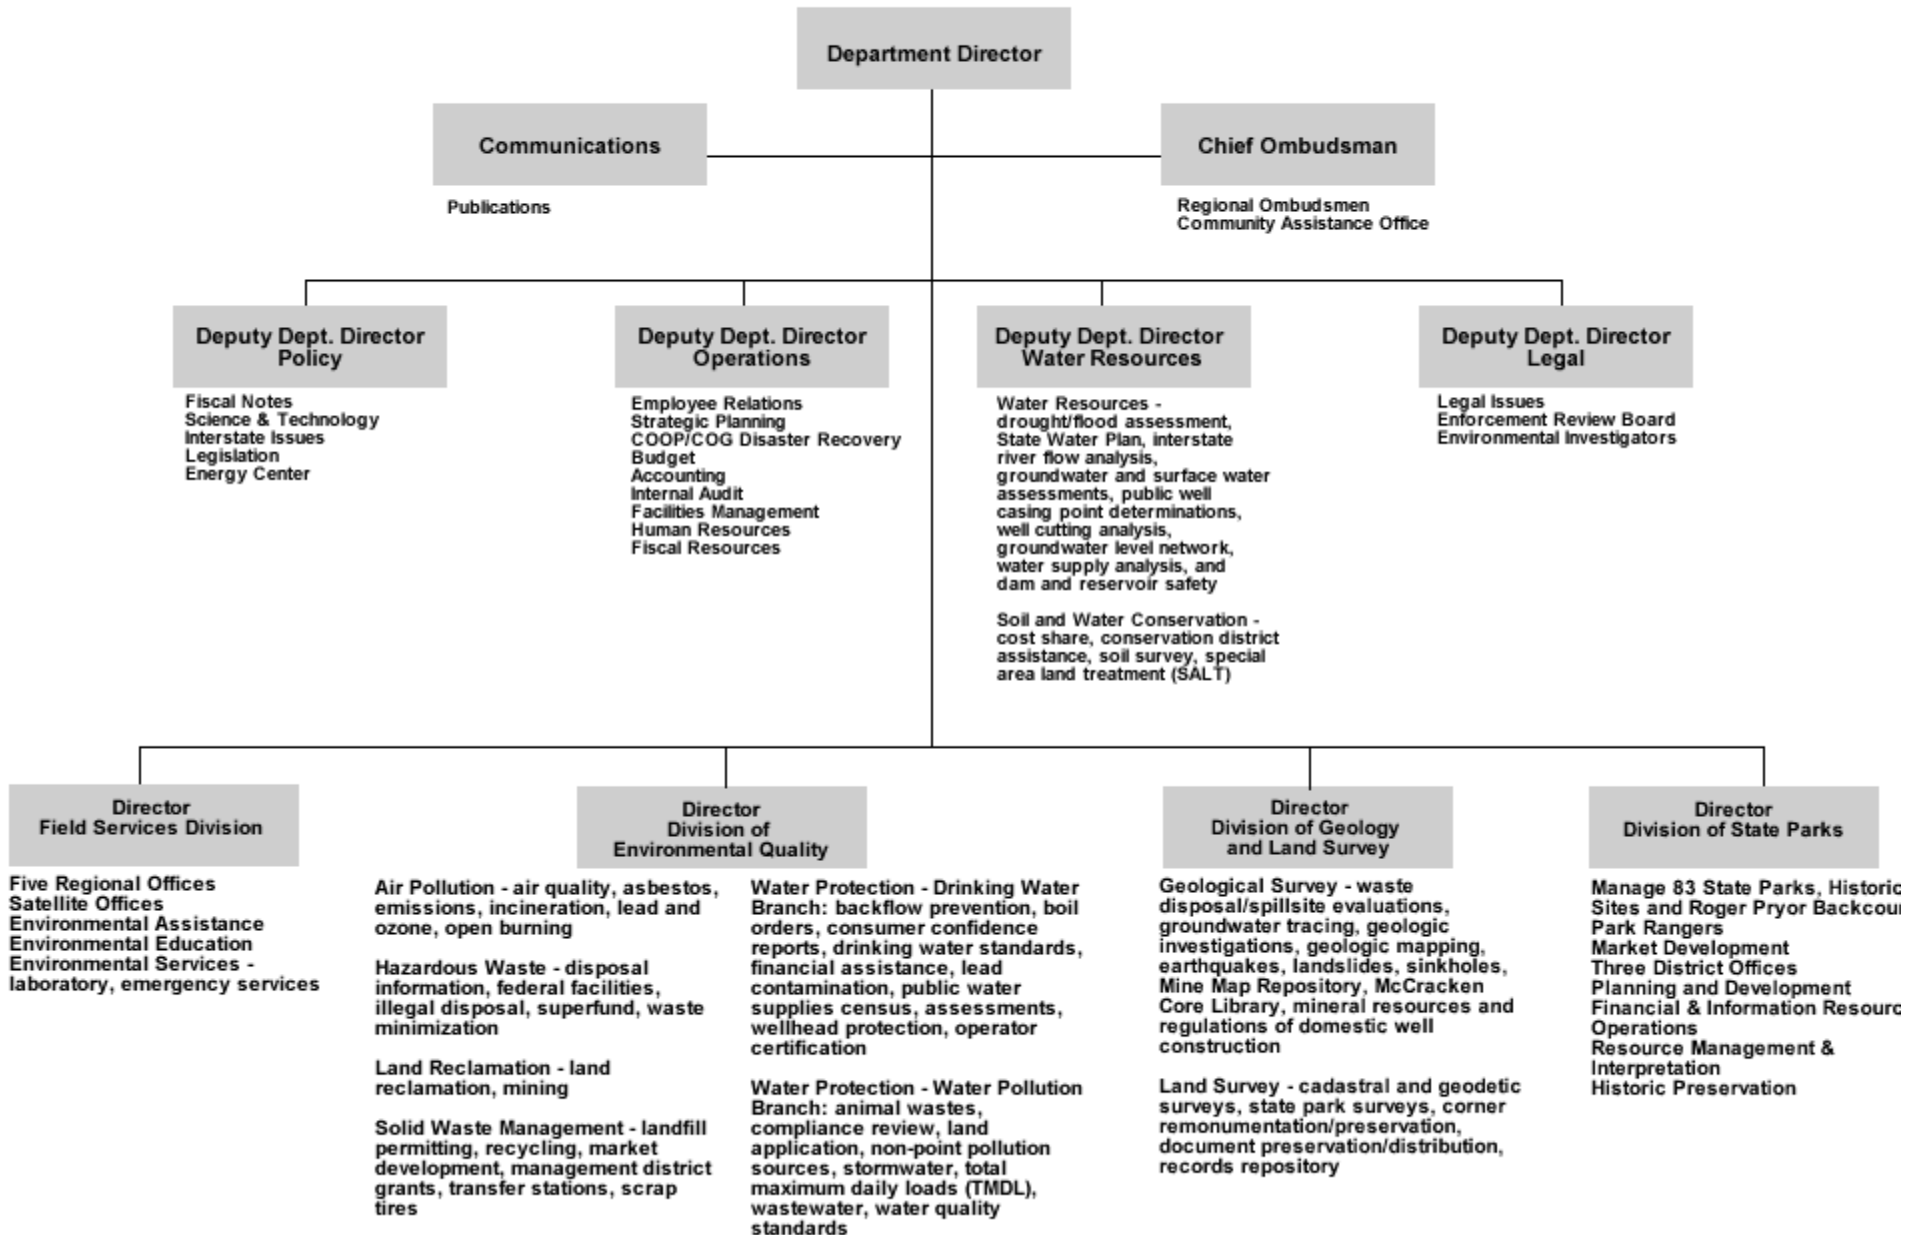 Department Director
Communications
Publications
Chief Ombudsman
Regional Ombudsmen
Community Assistance Office
Deputy Dept. Director
Policy
Fiscal Notes
Science & Technology
Interstate Issues
Legislation
Energy Center
Deputy Dept. Director
Operations
Employee Relations
Strategic Planning
COOP/COG Disaster Recovery
Budget
Accounting
Internal Audit
Facilities Management
Human Resources
Fiscal Resources
Deputy Dept. Director
Water Resources
Water Resources -
drought/flood assessment,
State Water Plan, interstate
river flow analysis,
groundwater and surface water
assessments, public well
casing point determinations,
well cutting analysis,
groundwater level network,
water supply analysis, and
dam and reservoir safety
Soil and Water Conservation -
cost share, conservation district
assistance, soil survey, special
area land treatment (SALT)
Deputy Dept. Director
Legal
Legal Issues
Enforcement Review Board
Environmental Investigators
Director
Field Services Division
Five Regional Offices
Satellite Offices
Environmental Assistance
Environmental Education
Environmental Services -
laboratory, emergency services
Director
Division of
Environmental Quality
Air Pollution - air quality, asbestos,
emissions, incineration, lead and
ozone, open burning
Hazardous Waste - disposal
information, federal facilities,
illegal disposal, superfund, waste
minimization
Land Reclamation - land
reclamation, mining
Solid Waste Management - landfill
permitting, recycling, market
development, management district
grants, transfer stations, scrap
tires
Water Protection - Drinking Water
Branch: backflow prevention, boil
orders, consumer confidence
reports, drinking water standards,
financial assistance, lead
contamination, public water
supplies census, assessments,
wellhead protection, operator
certification
Water Protection - Water Pollution
Branch: animal wastes,
compliance review, land
application, non-point pollution
sources, stormwater, total
maximum daily loads (TMDL),
wastewater, water quality
standards
Director
Division of Geology
and Land Survey
Geological Survey - waste
disposal/spillsite evaluations,
groundwater tracing, geologic
investigations, geologic mapping,
earthquakes, landslides, sinkholes,
Mine Map Repository, McCracken
Core Library, mineral resources and
regulations of domestic well
construction
Land Survey - cadastral and geodetic
surveys, state park surveys, corner
remonumentation/preservation,
document preservation/distribution,
records repository
Director
Division of State Parks
Manage 83 State Parks, Historic
Sites and Roger Pryor
Park Rangers
Market Development
Three District Offices
Planning and Development
Financial & Information
Operations
Resource Management &
Interpretation
Historic Preservation